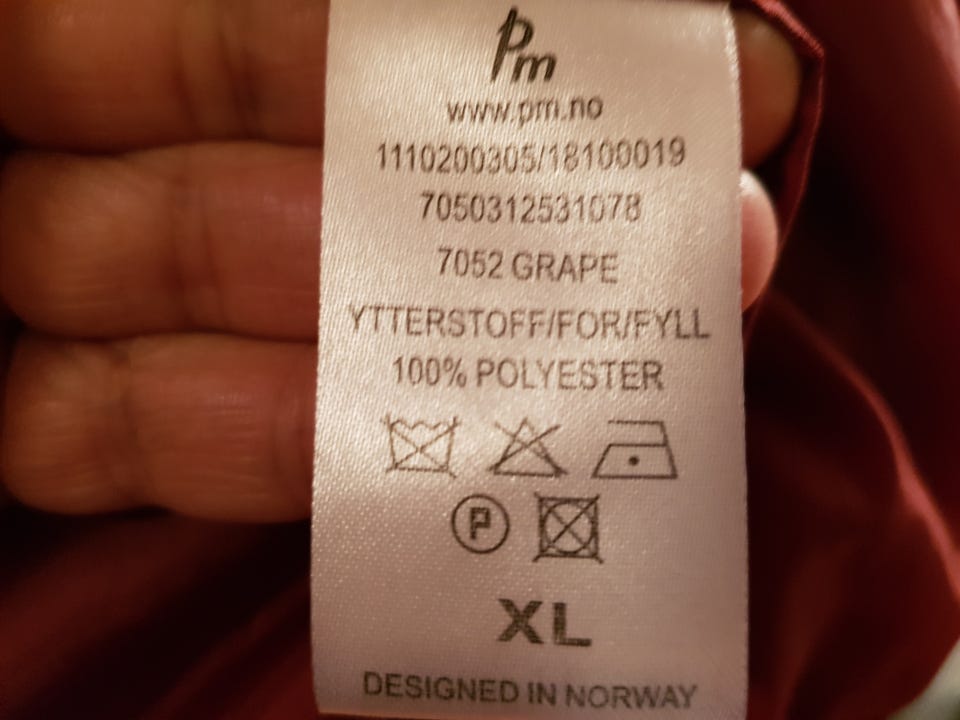 Pm
www.pm.no
1110200305/18100019
7050312531078
7052 GRAPE
YTTERSTOFF/FOR/FYLL
100% POLYESTER
P
XL
DESIGNED IN NORWAY